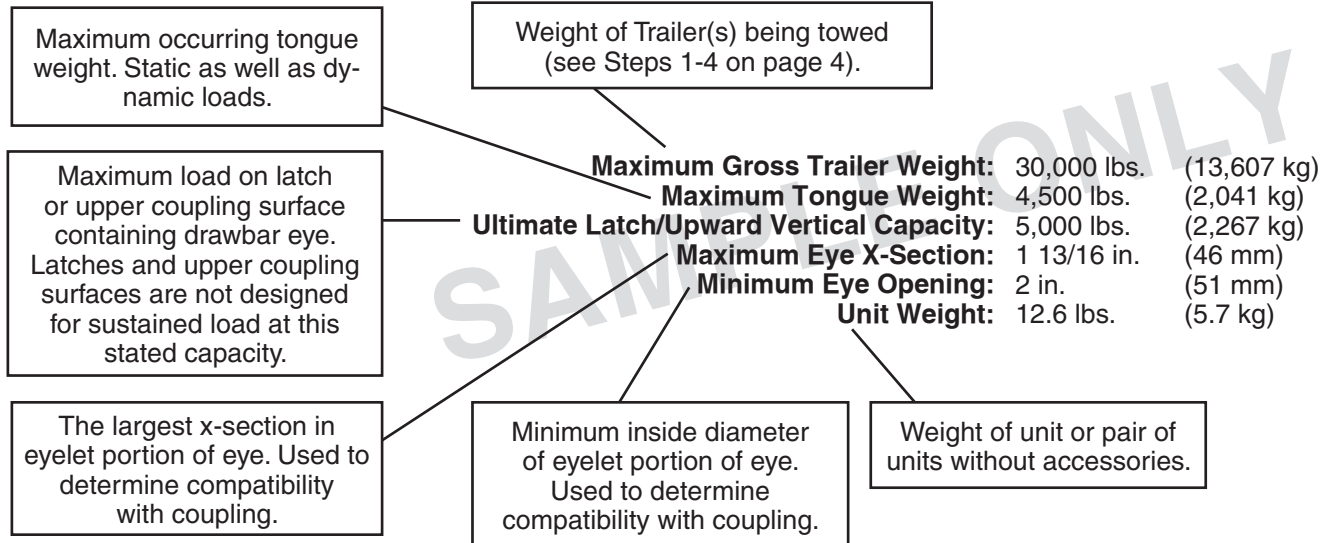 Maximum occurring tongue
weight. Static as well as dy-
namic loads.
Weight of Trailer(s) being towed
(see Steps 1-4 on page 4).
Maximum load on latch
or upper coupling surface
containing drawbar eye.
Latches and upper coupling
surfaces are not designed
for sustained load at this
stated capacity.
SAMPLE ONLY
Maximum Gross Trailer Weight: 30,000 lbs. (13,607 kg)
Maximum Tongue Weight: 4,500 lbs. (2,041 kg)
Ultimate Latch/Upward Vertical Capacity: 5,000 lbs. (2,267 kg)
Maximum Eye X-Section: 1 13/16 in. (46 mm)
Minimum Eye Opening: 2 in. (51 mm)
Unit Weight: 12.6 lbs. (5.7 kg)
The largest x-section in
eyelet portion of eye. Used to
determine compatibility
with coupling.
Minimum inside diameter
of eyelet portion of eye.
Used to determine
compatibility with coupling.
Weight of unit or pair of
units without accessories.